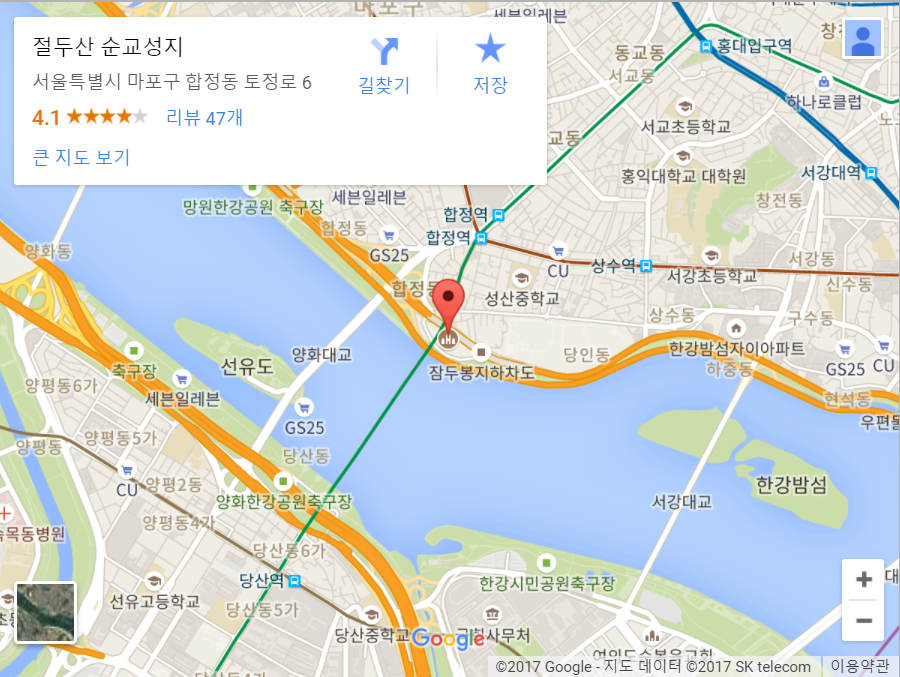 절두산 순교성지
서울특별시 마포구 합정동 토정로 6
4.1
리뷰 47개
큰 지도 보기
길찾기
저장
마포구
세븐일레븐
홍대입구역
동교동
서교동
하나로클럽
서교초등학교
홍익대학교 대학원
서강대역
창전동
망원한강공원 축구장
세븐일레븐
합정역
합정동
합정역
GS25
CU
상수역
서강초등학교
서강동
신수동
양화동
합정동
성산중학교
상수동
구수동
선유도
양화대교
당인동
한강밤섬자이아파트
하중동
GS25
CU
잠두봉지하차도
축구장
양평동6가
세븐일레븐
현석동
GS25
양평동5가
양평동
당산동
CU
양평2동
한강밤섬
양화한강공원축구장
서강대교
양평동4가
당산동6가
당산역
한강시민공원축구장
선유고등학교
당산동5가
당산중학교
Google
©2017 Google - 지도 데이터 ©2017 SK telecom
이용약관